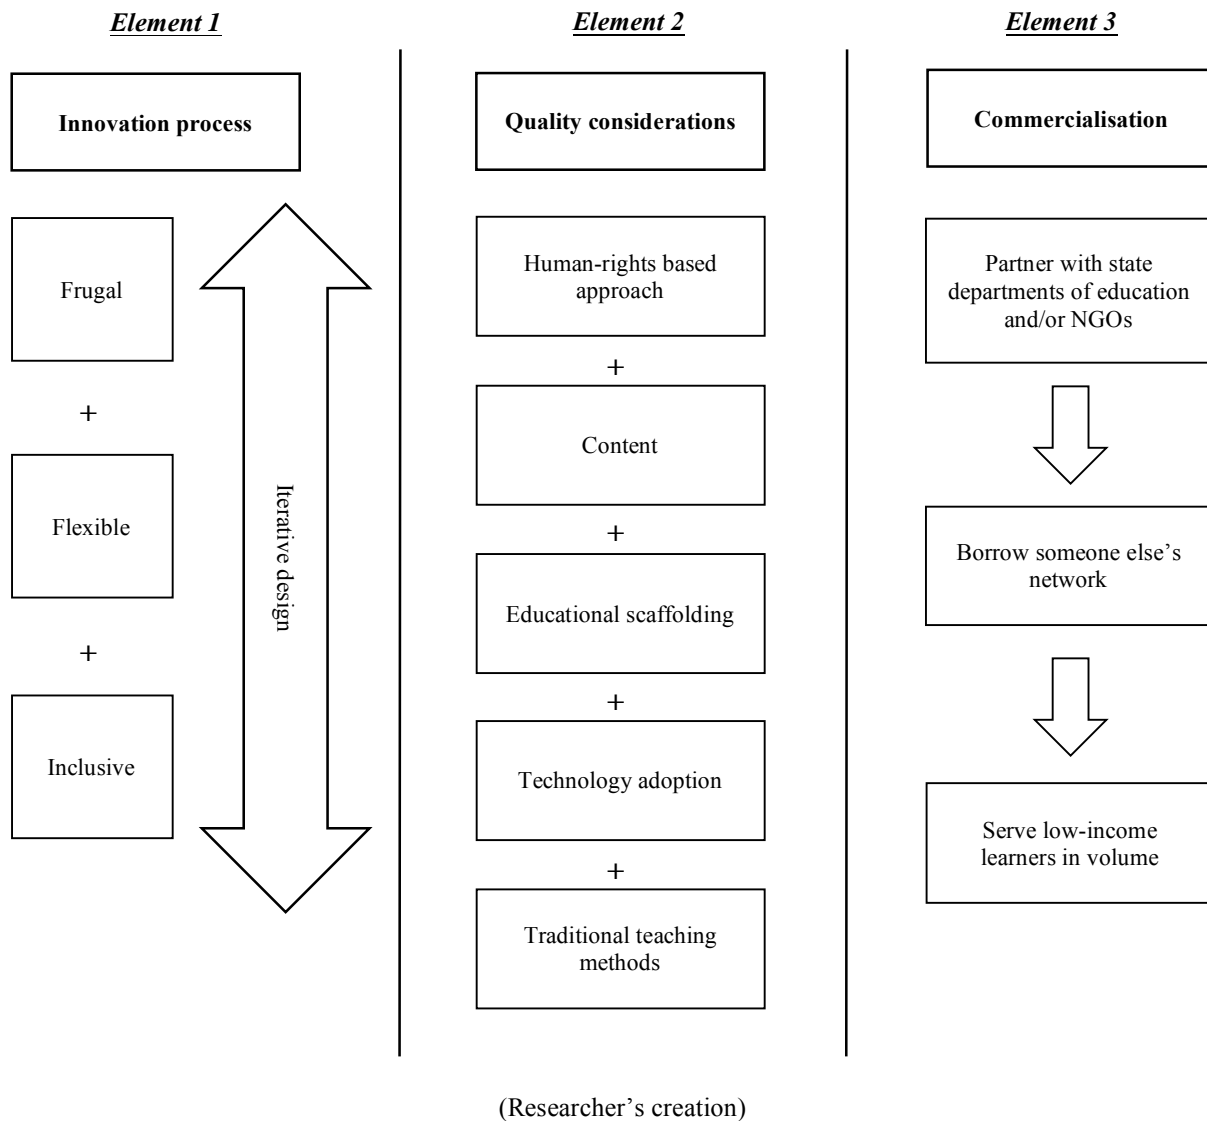 Element 1
Innovation process
Frugal
+
Flexible
+
Inclusive
Iterative design
Element 2
Quality considerations
Human-rights based
approach
+
Content
+
Educational scaffolding
+
Technology adoption
+
Traditional teaching
methods
Element 3
Commercialisation
Partner with state
departments of education
and/or NGOs
Borrow someone else’s
network
Serve low-income
learners in volume
(Researcher’s creation)